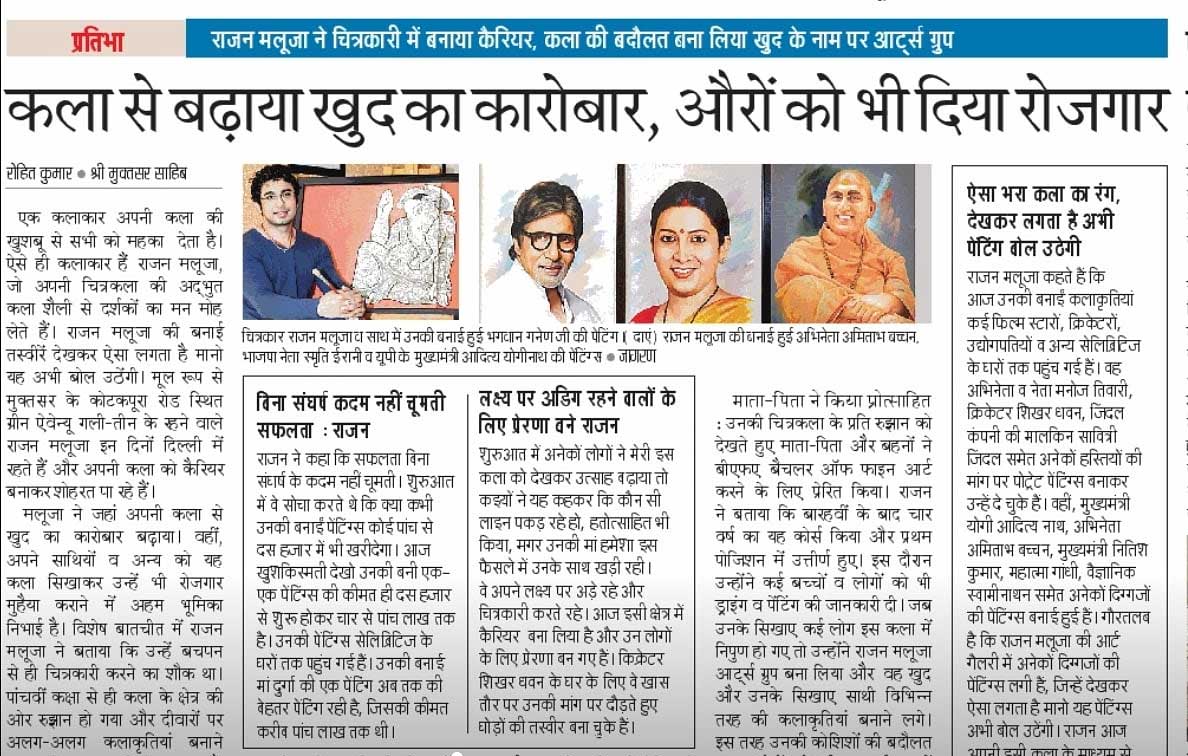 प्रतिभा
राजन मलूजा ने चित्रकारी में बनाया कैरियर, कला की बदौलत बना लिया खुद के नाम पर आर्ट्स ग्रुप
कला से बढ़ाया खुद का कारोबार, औरों को भी दिया रोजगार
रोहित कुमार ● श्री मुक्तसर साहिब
एक कलाकार अपनी कला की
खुशबू से सभी को महका देता है।
ऐसे ही कलाकार हैं राजन मलूजा,
जो अपनी चित्रकला की अद्भुत
कला शैली से दर्शकों का मन मोह
लेते हैं। राजन मलूजा की बनाई
तस्वीरें देखकर ऐसा लगता है मानो
यह अभी बोल उठेंगी। मूल रूप से
मुक्तसर के कोटकपूरा रोड स्थित
ग्रीन ऐवेन्यू गली-तीन के रहने वाले
राजन मलूजा इन दिनों दिल्ली में
रहते हैं और अपनी कला को कैरियर
बनाकर शोहरत पा रहे हैं।
मलूजा ने जहां अपनी कला से
खुद का कारोबार बढ़ाया। वहीं,
अपने साथियों व अन्य को यह
कला सिखाकर उन्हें भी रोजगार
मुहैया कराने में अहम भूमिका
निभाई है। विशेष बातचीत में राजन
मलूजा ने बताया कि उन्हें बचपन
से ही चित्रकारी करने का शौक था।
पांचवीं कक्षा से ही कला के क्षेत्र की
ओर रुझान हो गया और दीवारों पर
अलग-अलग कलाकृतियां बनाने
चित्रकार राजन मलूजा व साथ में उनकी बनाई हुई भगवान गनेण जी की पेंटिंग। ( दाएं) राजन मलूजा की बनाई हुई अभिनेता अमिताभ बच्चन,
भाजपा नेता स्मृति ईरानी व यूपी के मुख्यमंत्री आदित्य योगीनाथ की पेंटिंग्स ● जागरण
बिना संघर्ष कदम नहीं चूमती
सफलता : राजन
राजन ने कहा कि सफलता बिना
संघर्ष के कदम नहीं चूमती। शुरुआत
में वे सोचा करते थे कि क्या कभी
उनकी बनाई पेंटिंग्स कोई पांच से
दस हजार में भी खरीदेगा। आज
खुशकिस्मती देखो उनकी बनी एक-
एक पेंटिंग्स की कीमत ही दस हजार
से शुरू होकर चार से पांच लाख तक
है। उनकी पेंटिंग्स सेलिब्रिटिज के
घरों तक पहुंच गई हैं। उनकी बनाई
मां दुर्गा की एक पेंटिंग अब तक की
बेहतर पेंटिंग रही है, जिसकी कीमत
करीब पांच लाख तक थी।
लक्ष्य पर अडिग रहने वालों के
लिए प्रेरणा बने राजन
शुरुआत में अनेकों लोगों ने मेरी इस
कला को देखकर उत्साह बढ़ाया तो
कइयों ने यह कहकर कि कौन सी
लाइन पकड़ रहे हो, हतोत्साहित भी
किया, मगर उनकी मां हमेशा इस
फैसले में उनके साथ खड़ी रही।
वे अपने लक्ष्य पर अड़े रहे और
चित्रकारी करते रहे। आज इसी क्षेत्र में
कैरियर बना लिया है और उन लोगों
के लिए प्रेरणा बन गए हैं। क्रिकेटर
शिखर धवन के घर के लिए वे खास
तौर पर उनकी मांग पर दौड़ते हुए
घोड़ों की तस्वीर बना चुके हैं।
माता-पिता ने किया प्रोत्साहित
: उनकी चित्रकला के प्रति रुझान को
देखते हुए माता-पिता और बहनों ने
बीएफए बैचलर ऑफ फाइन आर्ट
करने के लिए प्रेरित किया। राजन
ने बताया कि बारहवीं के बाद चार
वर्ष का यह कोर्स किया और प्रथम
पोजिशन में उत्तीर्ण हुए। इस दौरान
उन्होंने कई बच्चों व लोगों को भी
ड्राइंग व पेंटिंग की जानकारी दी। जब
उनके सिखाए कई लोग इस कला में
निपुण हो गए तो उन्होंने राजन मलूजा
आर्ट्स ग्रुप बना लिया और वह खुद
और उनके सिखाए साथी विभिन्न
तरह की कलाकृतियां बनाने लगे।
इस तरह उनकी कोशिशों की बदौलत
ऐसा भरा कला का रंग,
देखकर लगता है अभी
पेंटिंग बोल उठेगी
राजन मलूजा कहते हैं कि
आज उनकी बनाई कलाकृतियां
कई फिल्म स्टारों, क्रिकेटरों,
उद्योगपतियों व अन्य सेलिब्रिटिज
के घरों तक पहुंच गई हैं। वह
अभिनेता व नेता मनोज तिवारी,
क्रिकेटर शिखर धवन, जिंदल
कंपनी की मालकिन सावित्री
जिंदल समेत अनेकों हस्तियों की
मांग पर पोट्रेट पेंटिंग्स बनाकर
उन्हें दे चुके हैं। वहीं, मुख्यमंत्री
योगी आदित्य नाथ, अभिनेता
अमिताभ बच्चन, मुख्यमंत्री नितिश
कुमार, महात्मा गांधी, वैज्ञानिक
स्वामीनाथन समेत अनेकों दिग्गजों
की पेंटिंग्स बनाई हुई हैं। गौरतलब
है कि राजन मलूजा की आर्ट
गैलरी में अनेकों दिग्गजों की
पेंटिंग्स लगी हैं, जिन्हें देखकर
ऐसा लगता है मानो यह पेंटिंग्स
अभी बोल उठेंगी। राजन आज
अपनी इसी कला के माध्यम से